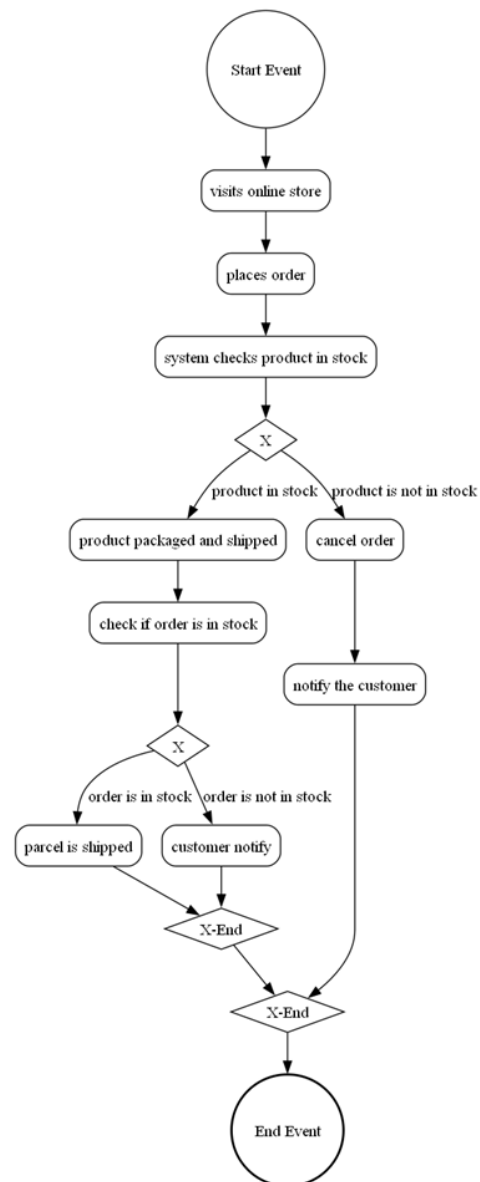 Start Event
visits online store
places order
system checks product in stock
X
product in stock
product is not in stock
product packaged and shipped
cancel order
check if order is in stock
notify the customer
X
order is in stock
order is not in stock
parcel is shipped
customer notify
X-End
X-End
End Event